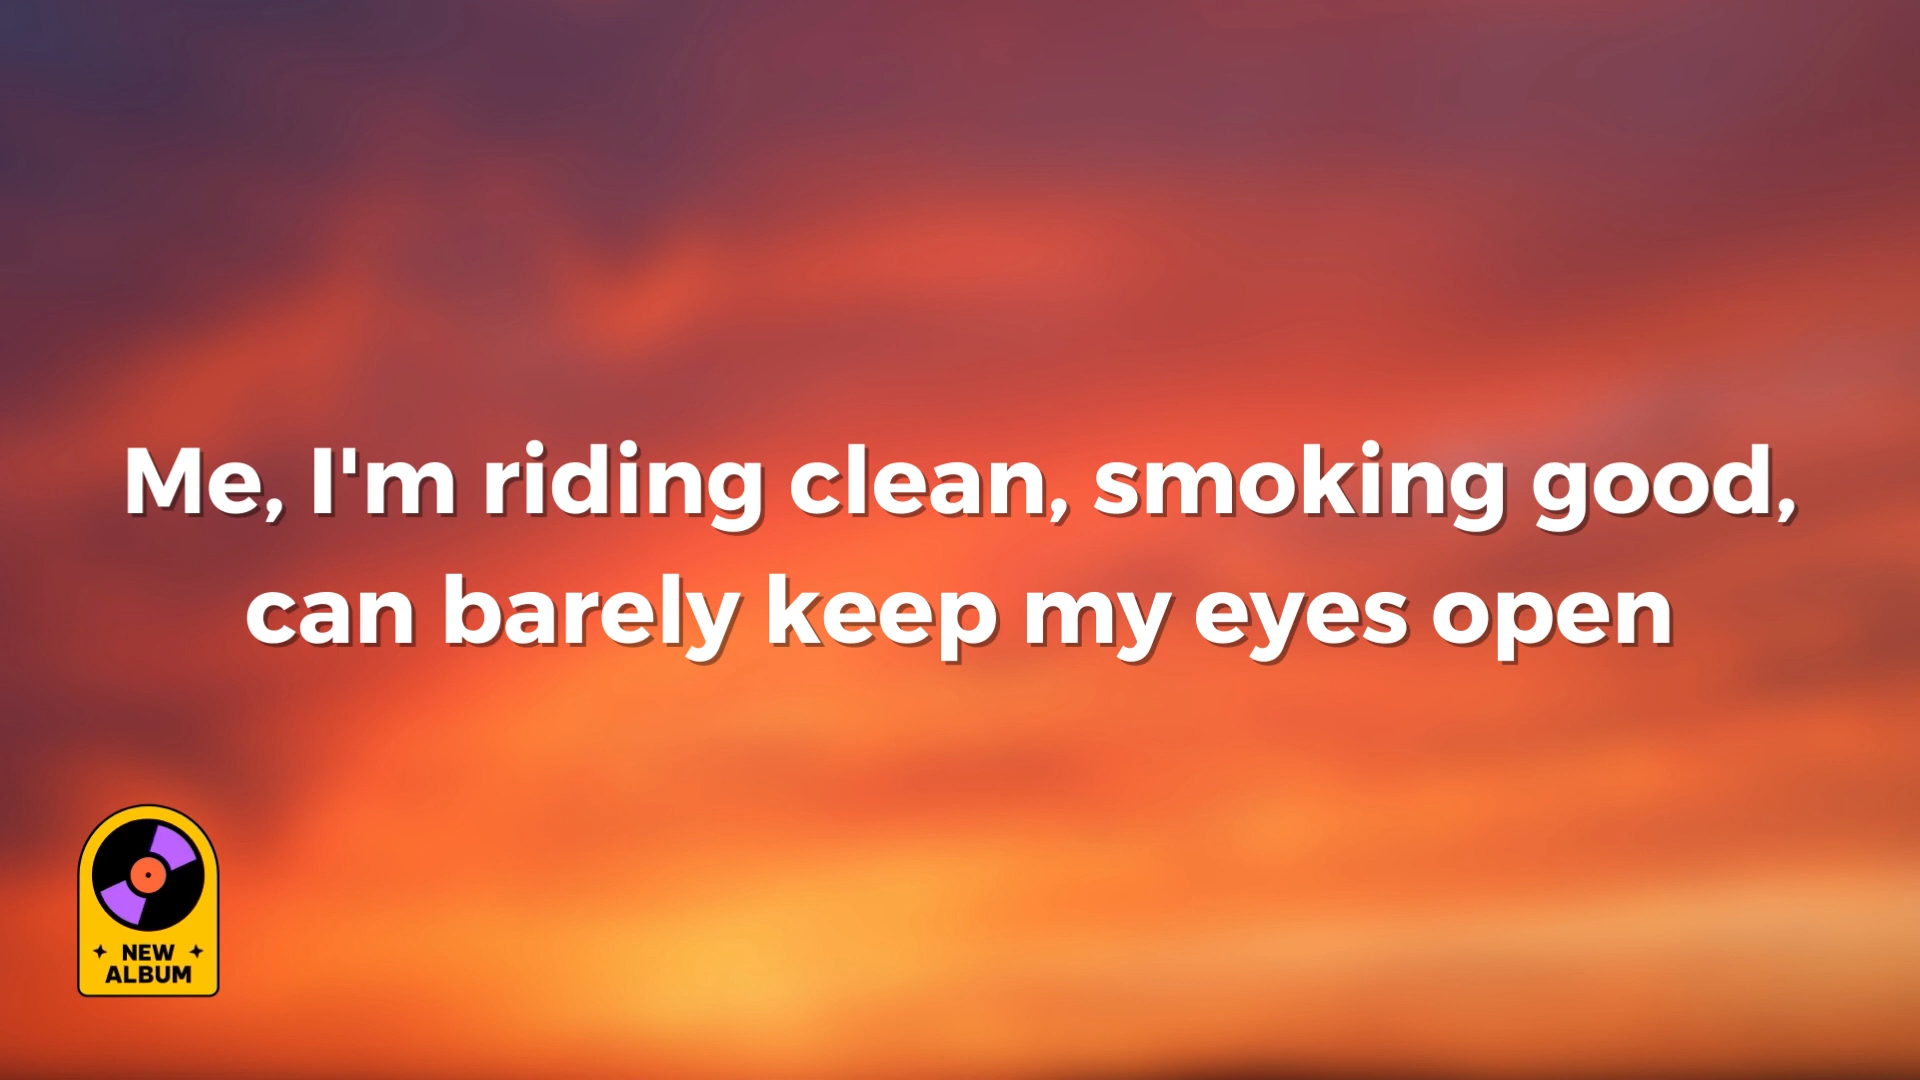 Me, I'm riding clean, smoking good,
can barely keep my eyes open
NEW
ALBUM